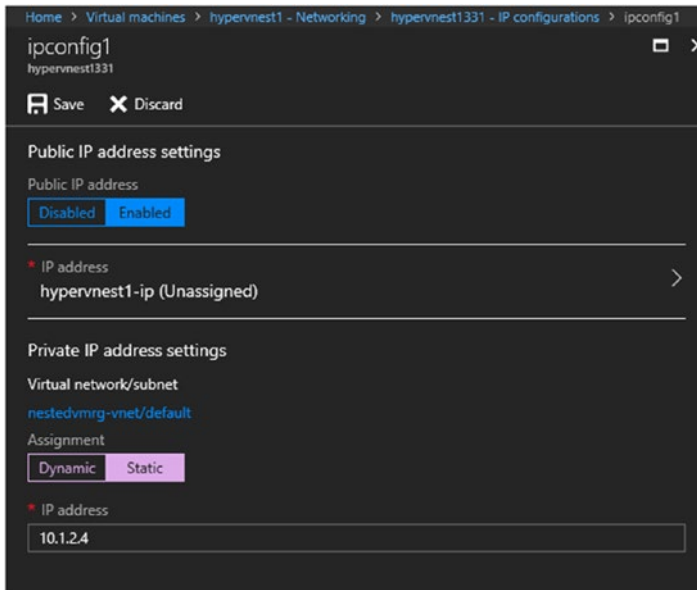 Home > Virtual machines > hypervnest1 - Networking > hypervnest1331 - IP configurations > ipconfig1
ipconfig1
hypervnest1331
Save Discard
Public IP address settings
Public IP address
Disabled Enabled
* IP address
hypervnest1-ip (Unassigned)
Private IP address settings
Virtual network/subnet
nestedvmrg-vnet/default
Assignment
Dynamic Static
* IP address
10.1.2.4